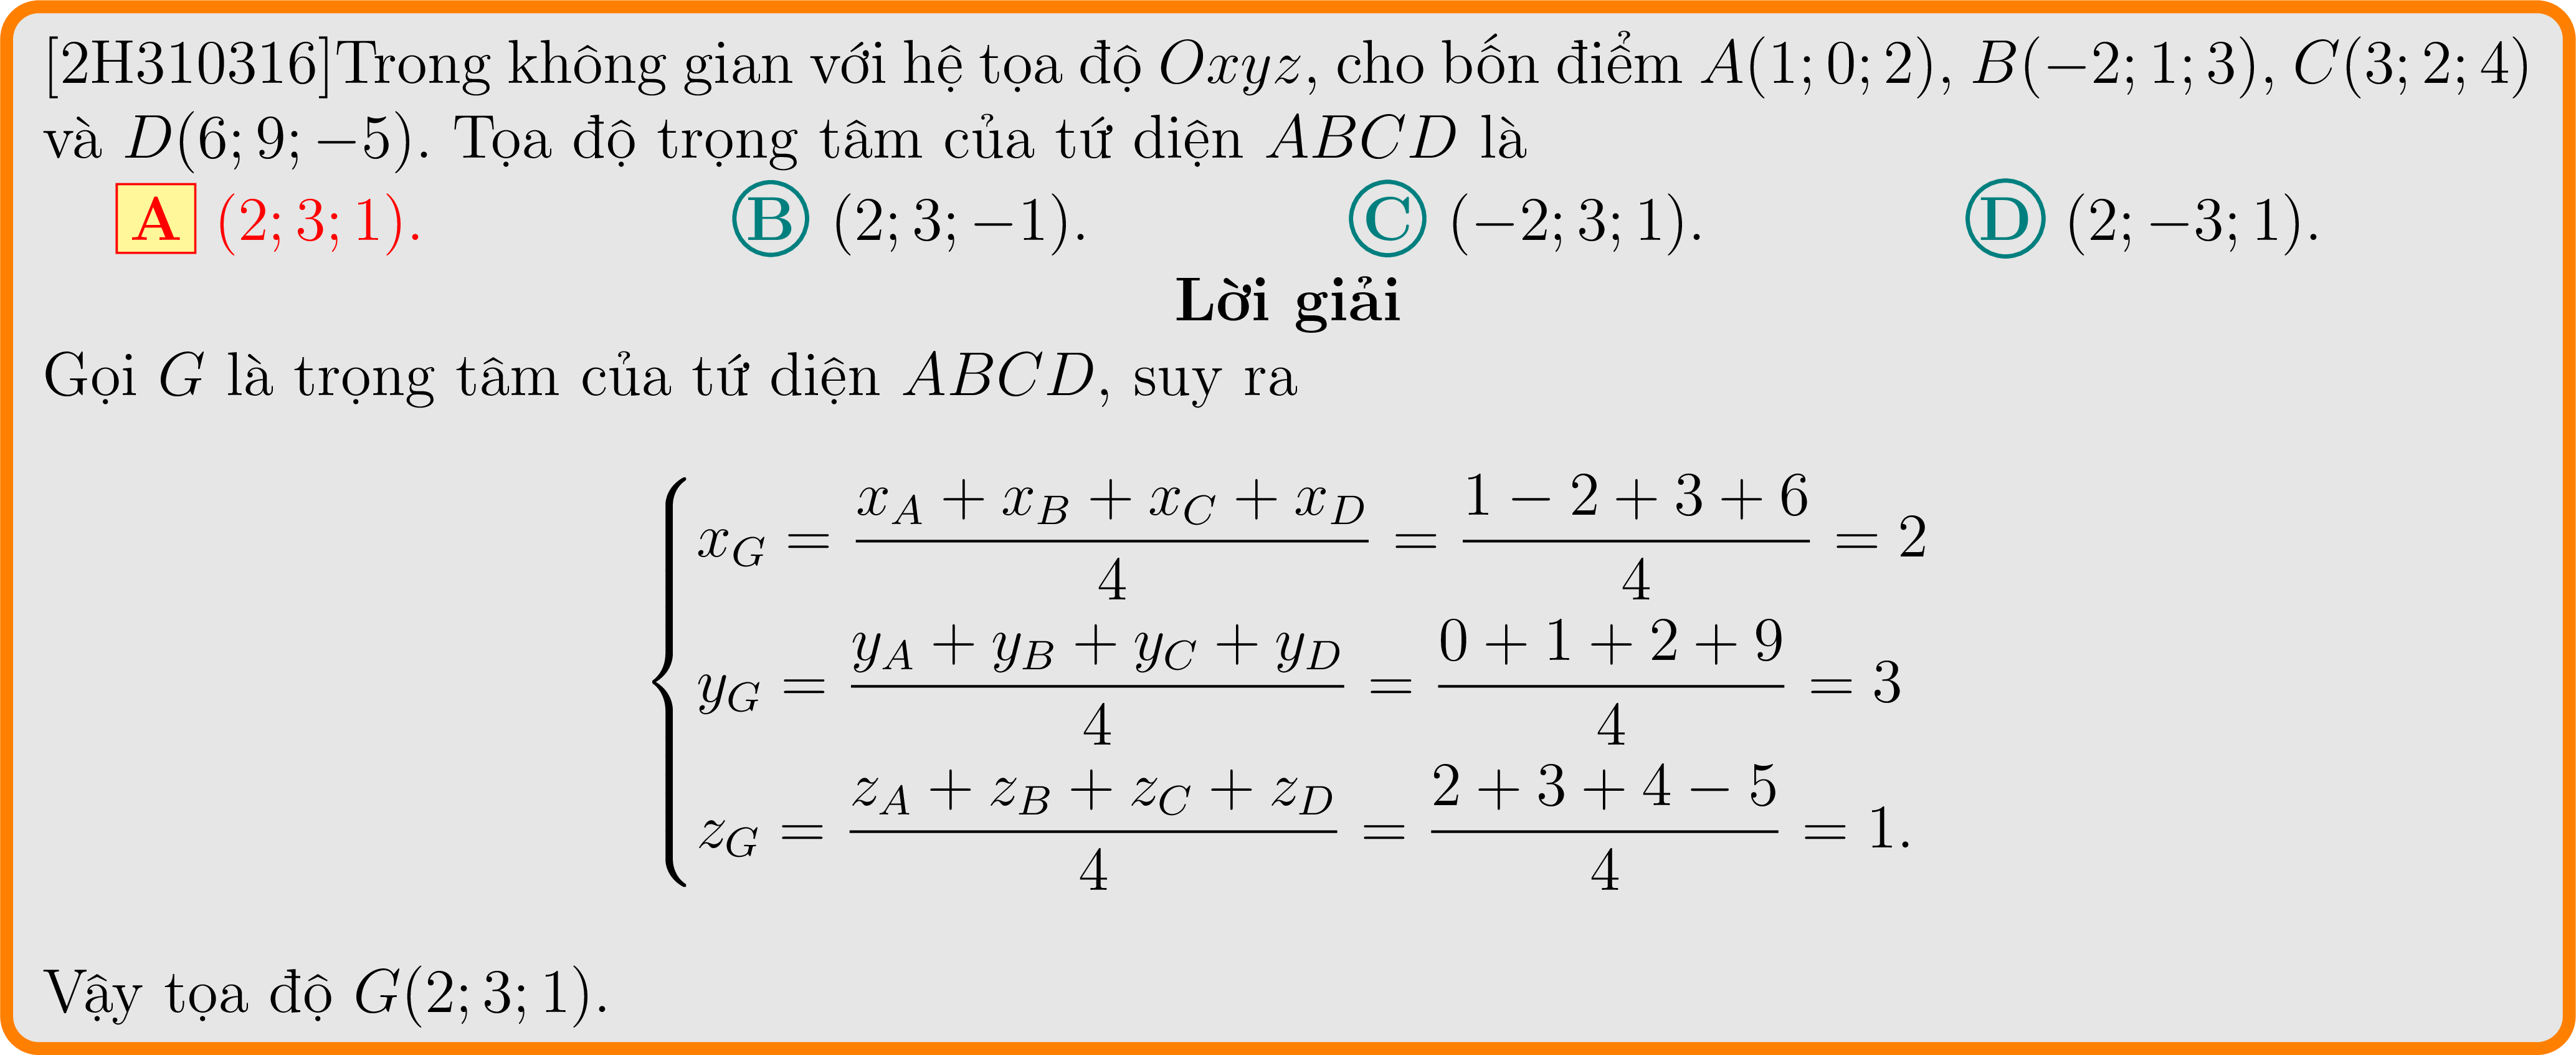 [2H310316]Trong không gian với hệ tọa độ Oxyz, cho bốn điểm A(1; 0; 2), B(−2; 1; 3), C(3; 2; 4)
và D(6; 9; −5). Tọa độ trọng tâm của tứ diện ABCD là
A (2; 3; 1). B (2; 3; −1). C (−2; 3; 1). D (2; −3; 1).
Lời giải
Gọi G là trọng tâm của tứ diện ABCD, suy ra
x_G = \frac{x_A + x_B + x_C + x_D}{4} = \frac{1 − 2 + 3 + 6}{4} = 2
y_G = \frac{y_A + y_B + y_C + y_D}{4} = \frac{0 + 1 + 2 + 9}{4} = 3
z_G = \frac{z_A + z_B + z_C + z_D}{4} = \frac{2 + 3 + 4 − 5}{4} = 1.
Vậy tọa độ G(2; 3; 1).